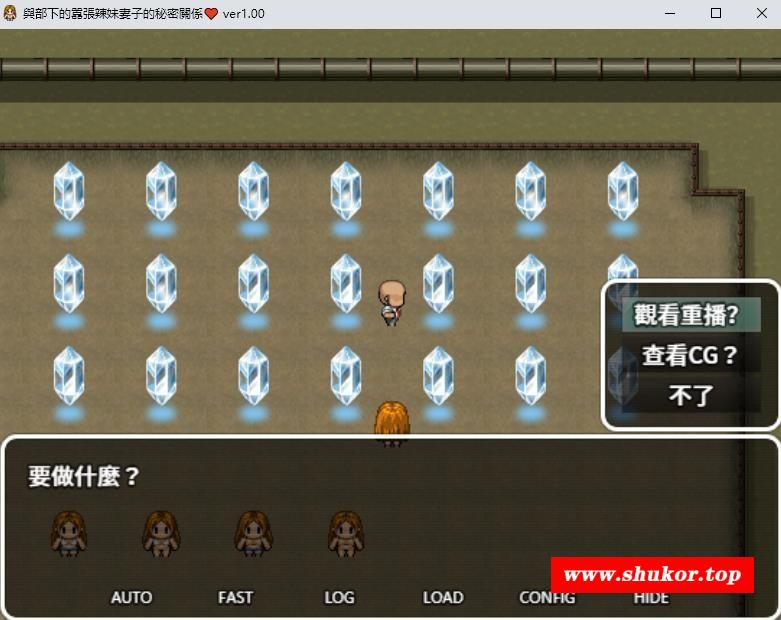 與部下的囂張辣妹妻子的秘密關係❤ ver1.00
觀看重播?
查看CG？
不了
要做什麼？
AUTO FAST LOG LOAD CONFIG HIDE
www.shukor.top